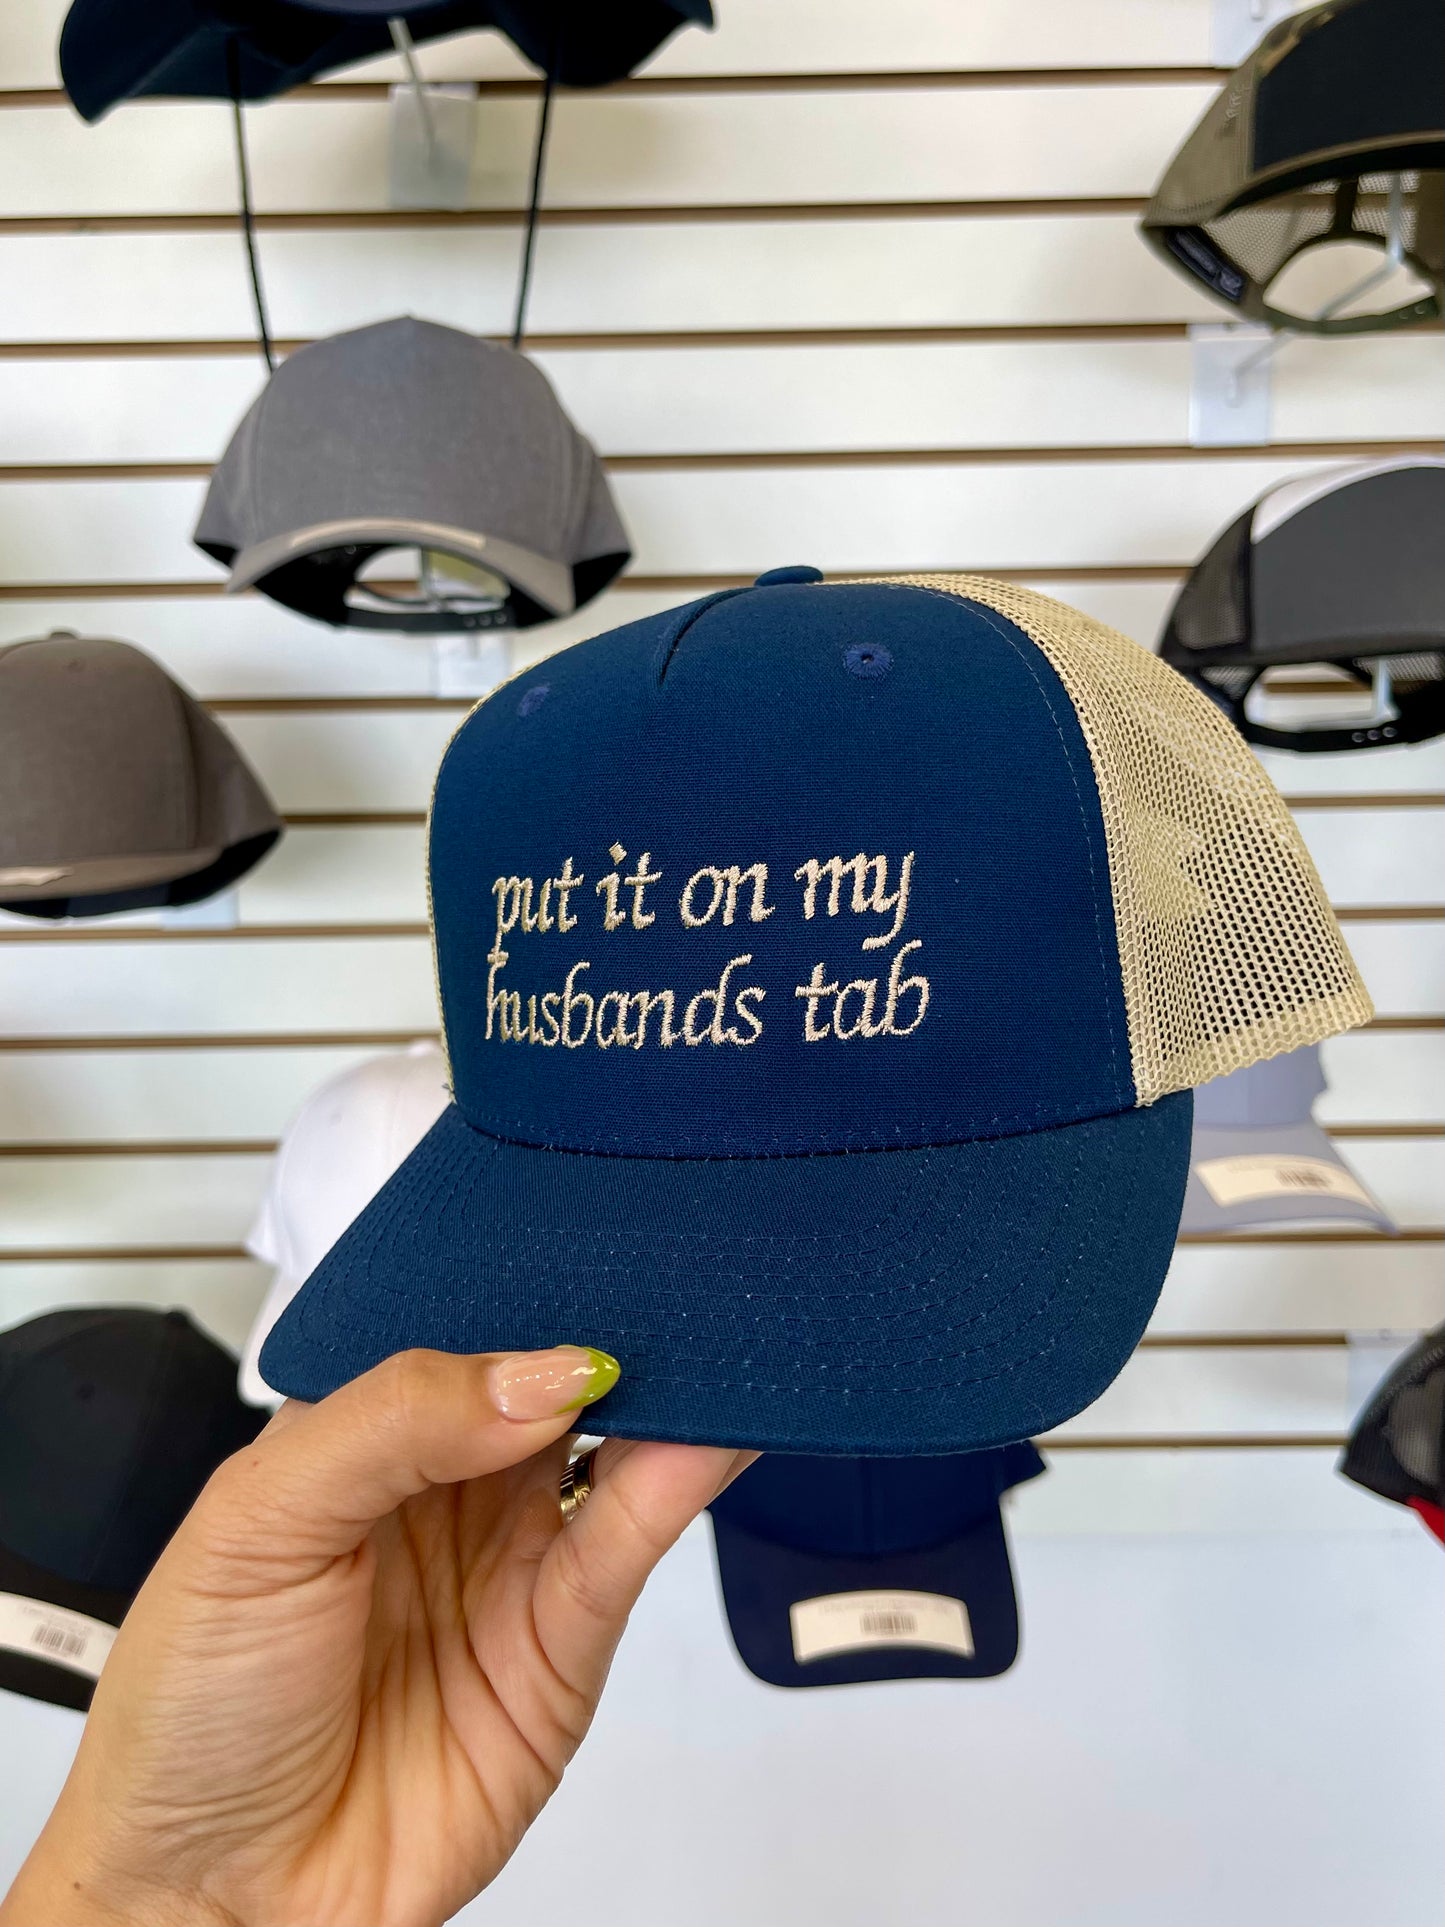 put it on my
husbands tab